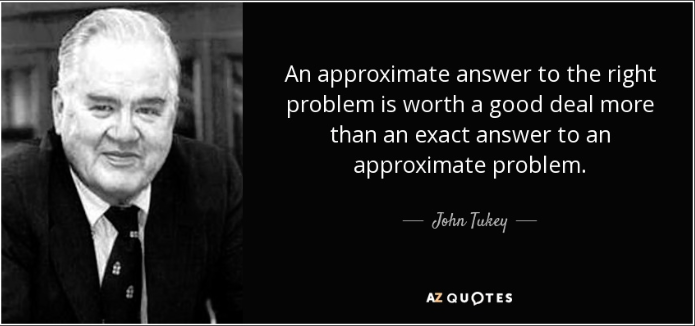 An approximate answer to the right
problem is worth a good deal more
than an exact answer to an
approximate problem.
John Tukey
AZ QUOTES